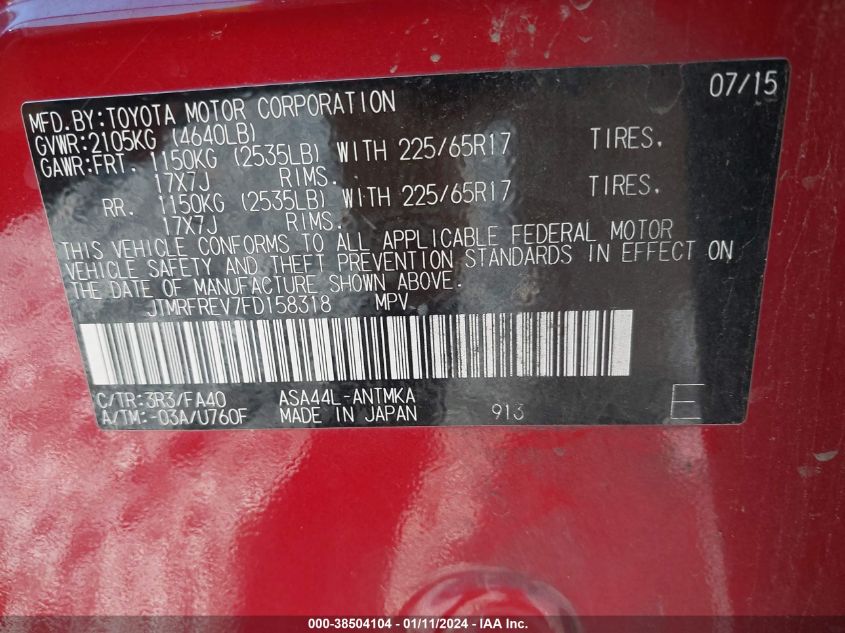 07/15
MFD.BY:TOYOTA MOTOR CORPORATION
GVWR:2105KG (4640LB)
GAWR:FRT. 1150KG (2535LB) WITH 225/65R17 TIRES.
17X7J RIMS.
RR. 1150KG (2535LB) WITH 225/65R17 TIRES.
17X7J RIMS.
THIS VEHICLE CONFORMS TO ALL APPLICABLE FEDERAL MOTOR
VEHICLE SAFETY AND THEFT PREVENTION STANDARDS IN EFFECT ON
THE DATE OF MANUFACTURE SHOWN ABOVE.
JTMRFREV7FD158318 MPV
C/TR:3R3/FA40 ASA44L-ANTMKA
A/TM:-03A/U760F MADE IN JAPAN 913 E
000-38504104 - 01/11/2024 - IAA Inc.